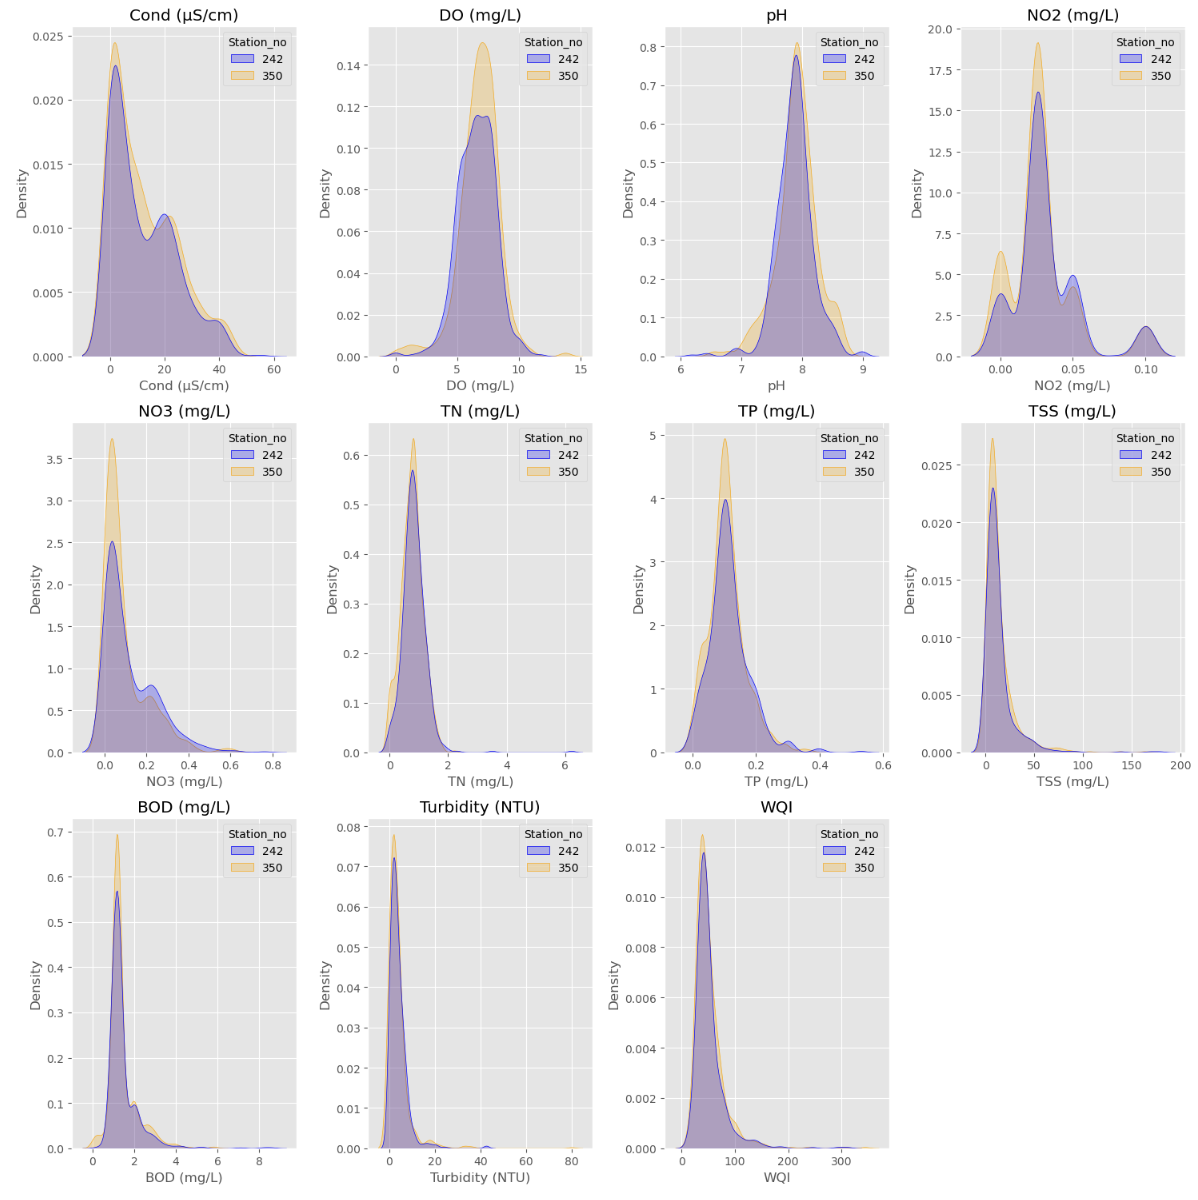 Cond (µS/cm)
Station_no
242
350
0.025
0.020
0.015
0.010
0.005
0.000
Density
0 20 40 60
Cond (µS/cm)
DO (mg/L)
Station_no
242
350
0.14
0.12
0.10
0.08
0.06
0.04
0.02
0.00
Density
0 5 10 15
DO (mg/L)
pH
Station_no
242
350
0.8
0.7
0.6
0.5
0.4
0.3
0.2
0.1
0.0
Density
6 7 8 9
pH
NO2 (mg/L)
Station_no
242
350
20.0
17.5
15.0
12.5
10.0
7.5
5.0
2.5
0.0
Density
0.00 0.05 0.10
NO2 (mg/L)
NO3 (mg/L)
Station_no
242
350
3.5
3.0
2.5
2.0
1.5
1.0
0.5
0.0
Density
0.0 0.2 0.4 0.6 0.8
NO3 (mg/L)
TN (mg/L)
Station_no
242
350
0.6
0.5
0.4
0.3
0.2
0.1
0.0
Density
0 2 4 6
TN (mg/L)
TP (mg/L)
Station_no
242
350
5
4
3
2
1
0
Density
0.0 0.2 0.4 0.6
TP (mg/L)
TSS (mg/L)
Station_no
242
350
0.025
0.020
0.015
0.010
0.005
0.000
Density
0 50 100 150 200
TSS (mg/L)
BOD (mg/L)
Station_no
242
350
0.7
0.6
0.5
0.4
0.3
0.2
0.1
0.0
Density
0 2 4 6 8
BOD (mg/L)
Turbidity (NTU)
Station_no
242
350
0.08
0.07
0.06
0.05
0.04
0.03
0.02
0.01
0.00
Density
0 20 40 60 80
Turbidity (NTU)
WQI
Station_no
242
350
0.012
0.010
0.008
0.006
0.004
0.002
0.000
Density
0 100 200 300
WQI